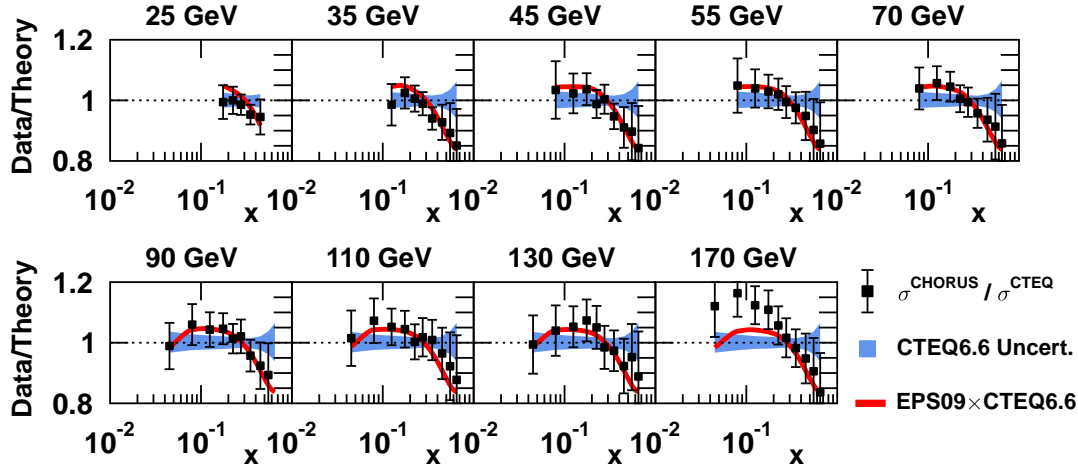 25 GeV 35 GeV 45 GeV 55 GeV 70 GeV
Data/Theory
1.2
1
0.8
10^-2 10^-1 x 10^-2 10^-1 x 10^-2 10^-1 x 10^-2 10^-1 x 10^-2 10^-1 x
90 GeV 110 GeV 130 GeV 170 GeV
Data/Theory
1.2
1
0.8
10^-2 10^-1 x 10^-2 10^-1 x 10^-2 10^-1 x 10^-2 10^-1 x
σ^CHORUS / σ^CTEQ
CTEQ6.6 Uncert.
EPS09×CTEQ6.6